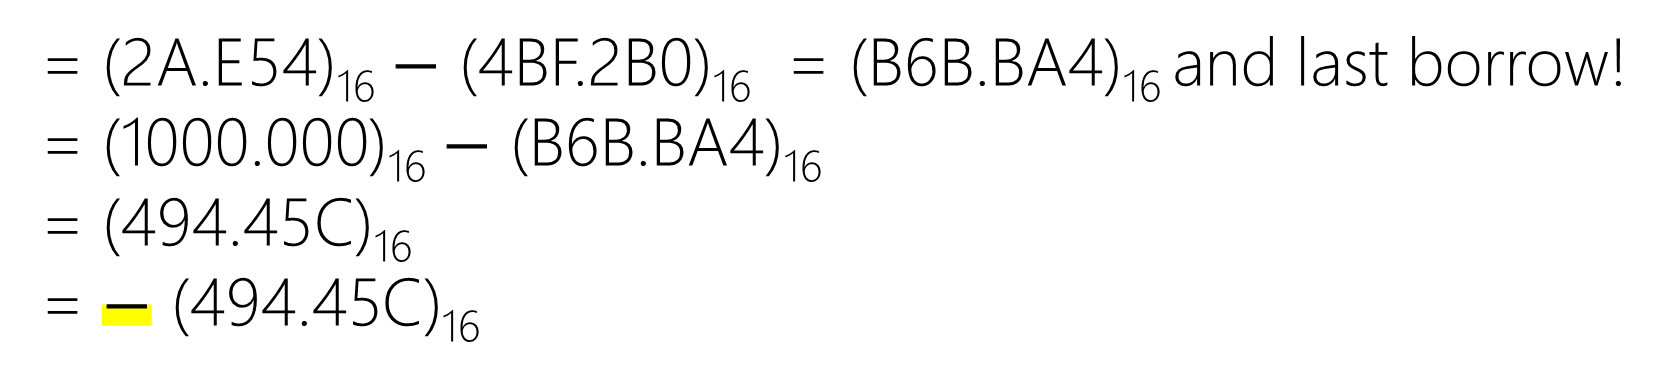 = (2A.E54)₁₆ − (4BF.2B0)₁₆ = (B6B.BA4)₁₆ and last borrow!
= (1000.000)₁₆ − (B6B.BA4)₁₆
= (494.45C)₁₆
= − (494.45C)₁₆